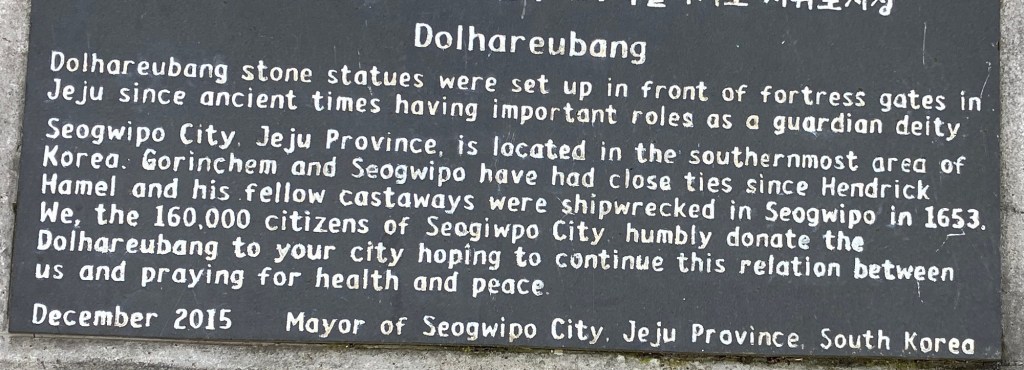 Dolhareubang
Dolhareubang stone statues were set up in front of fortress gates in
Jeju since ancient times having important roles as a guardian deity
Seogwipo City, Jeju Province, is located in the southernmost area of
Korea. Gorinchem and Seogwipo have had close ties since Hendrick
Hamel and his fellow castaways were shipwrecked in Seogwipo in 1653.
We, the 160,000 citizens of Seogiwpo City humbly donate the
Dolhareubang to your city hoping to continue this relation between
us and praying for health and peace.
December 2015 Mayor of Seogwipo City, Jeju Province, South Korea